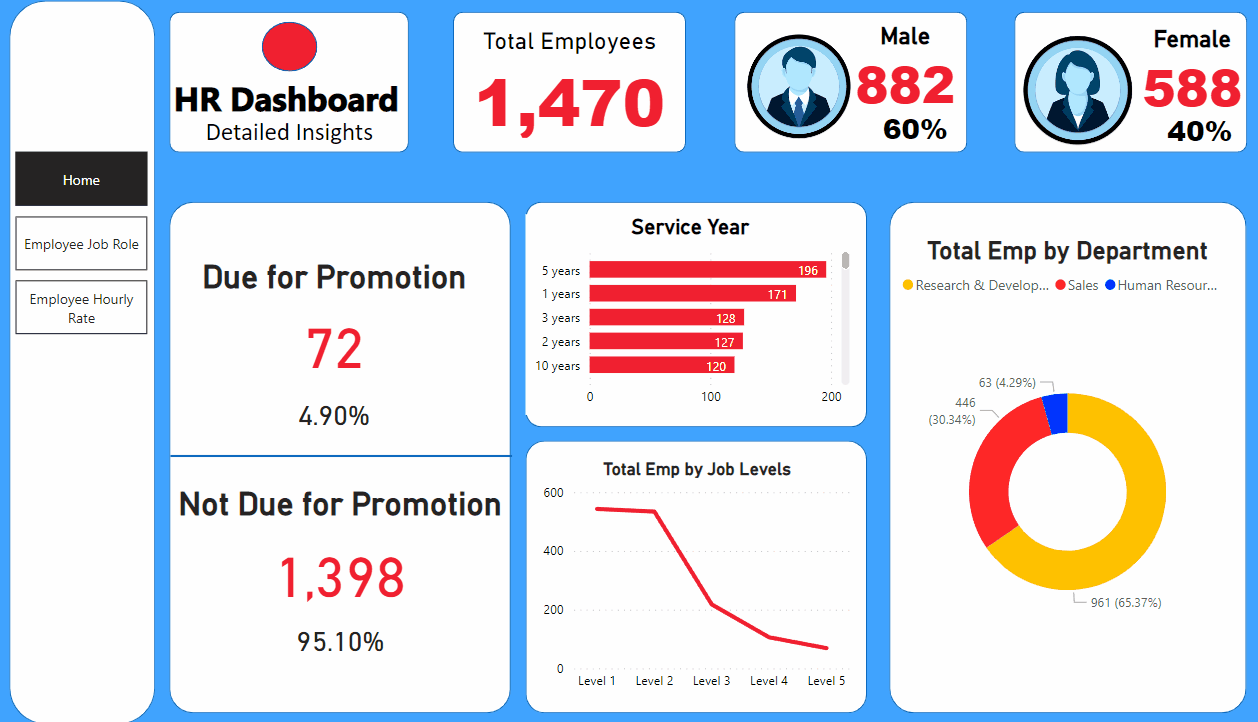 HR Dashboard
Detailed Insights
Total Employees
1,470
Male
882
60%
Female
588
40%
Home
Employee Job Role
Employee Hourly
Rate
Due for Promotion
72
4.90%
Not Due for Promotion
1,398
95.10%
Service Year
5 years
196
1 years
171
3 years
128
2 years
127
10 years
120
0 100 200
Total Emp by Job Levels
600
400
200
0
Level 1 Level 2 Level 3 Level 4 Level 5
Total Emp by Department
Research & Develop... Sales Human Resour...
63 (4.29%)
446
(30.34%)
961 (65.37%)